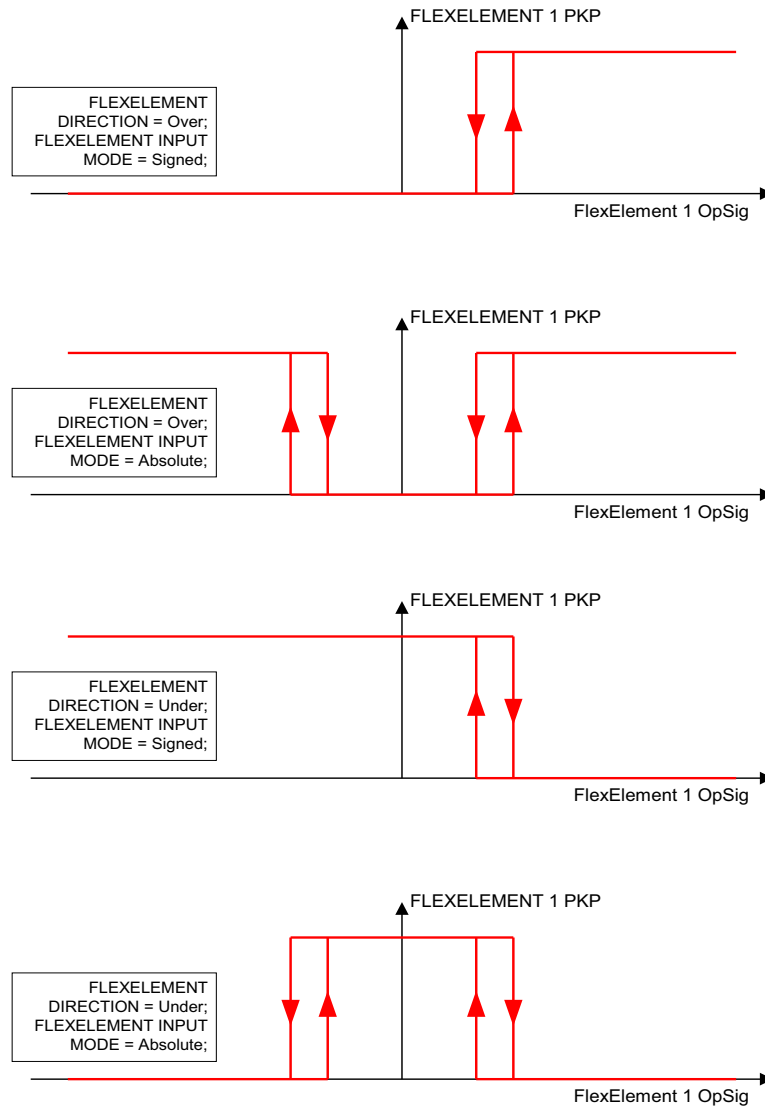 FLEXELEMENT 1 PKP
FLEXELEMENT
DIRECTION = Over;
FLEXELEMENT INPUT
MODE = Signed;
FlexElement 1 OpSig
FLEXELEMENT 1 PKP
FLEXELEMENT
DIRECTION = Over;
FLEXELEMENT INPUT
MODE = Absolute;
FlexElement 1 OpSig
FLEXELEMENT 1 PKP
FLEXELEMENT
DIRECTION = Under;
FLEXELEMENT INPUT
MODE = Signed;
FlexElement 1 OpSig
FLEXELEMENT 1 PKP
FLEXELEMENT
DIRECTION = Under;
FLEXELEMENT INPUT
MODE = Absolute;
FlexElement 1 OpSig